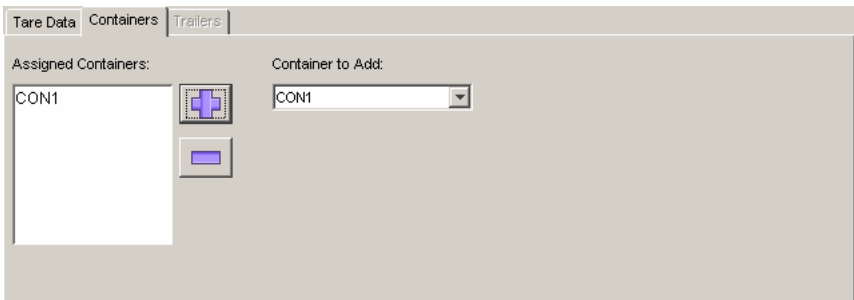 Tare Data Containers Trailers
Assigned Containers: Container to Add:
CON1 CON1